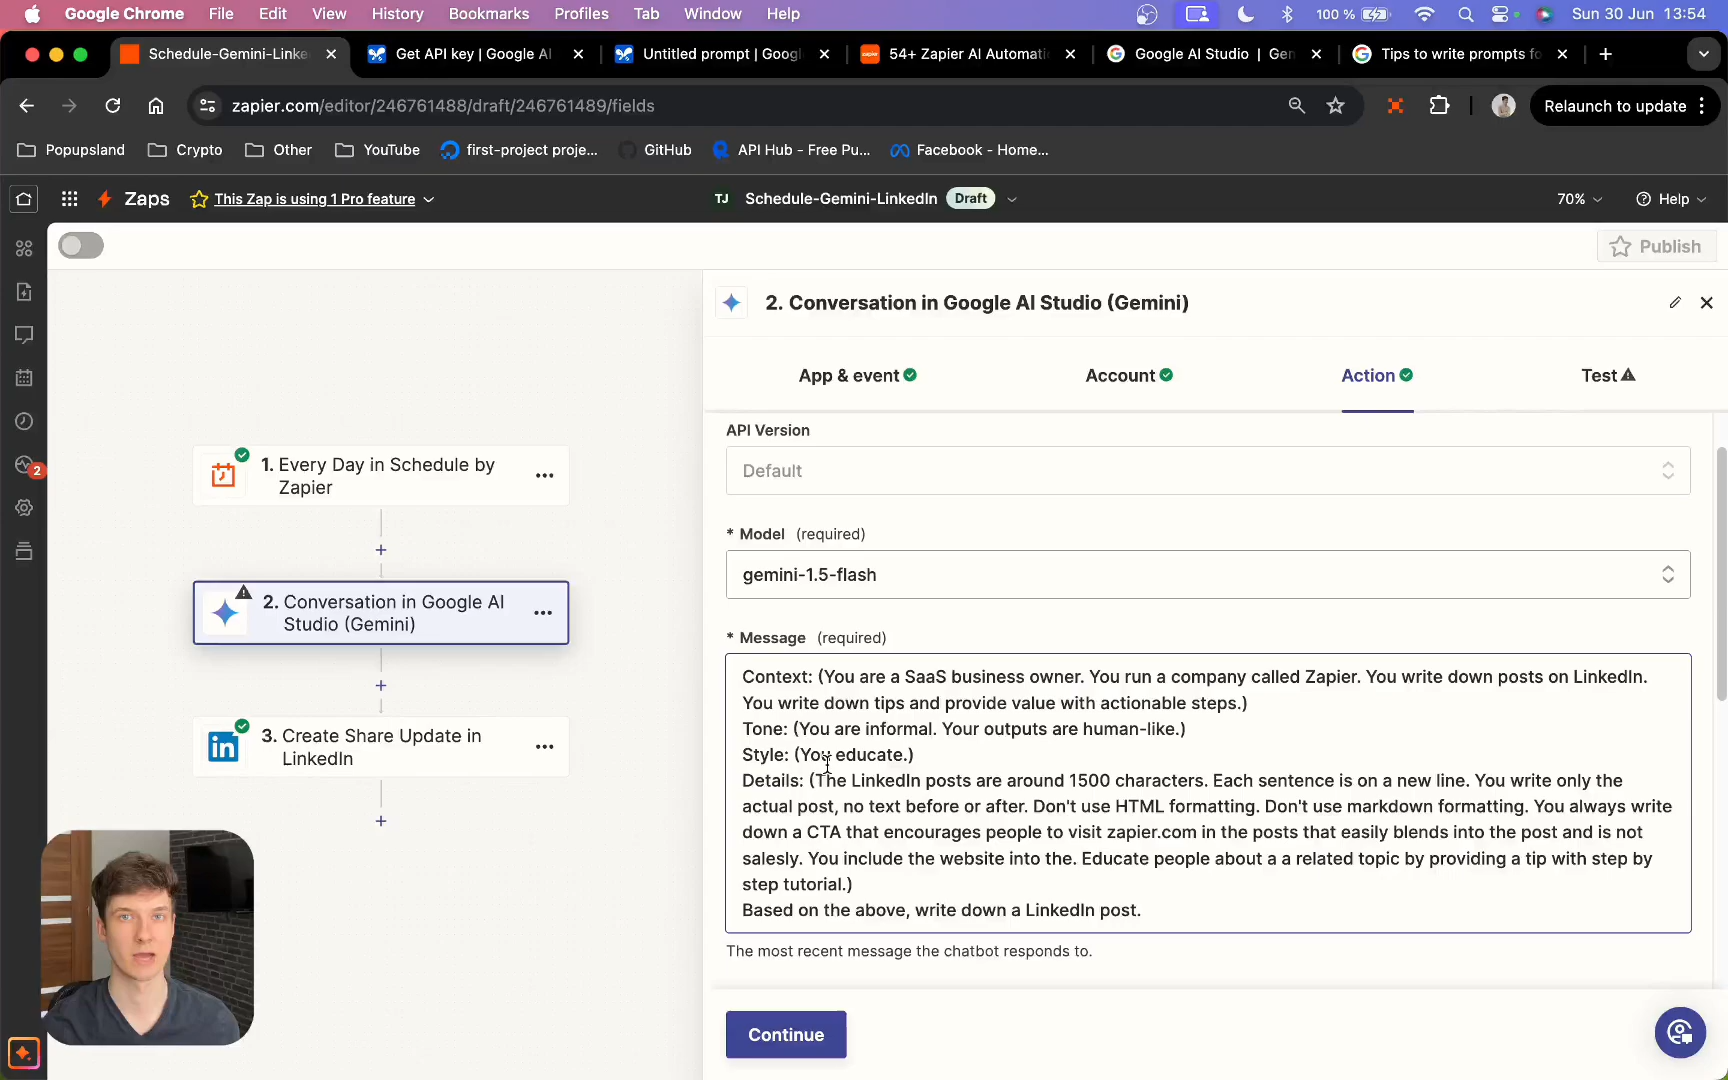 Google Chrome File Edit View History Bookmarks Profiles Tab Window Help 100 % Sun 30 Jun 13:54
Schedule-Gemini-Linke Get API key | Google AI Untitled prompt | Goog 54+ Zapier AI Automati Google AI Studio | Gen Tips to write prompts fo
zapier.com/editor/246761488/draft/246761489/fields Relaunch to update
Popupsland Crypto Other YouTube first-project proje... GitHub API Hub - Free Pu... Facebook - Home...
Zaps This Zap is using 1 Pro feature TJ Schedule-Gemini-LinkedIn Draft 70% Help
Publish
2. Conversation in Google AI Studio (Gemini)
App & event Account Action Test
API Version
Default
* Model (required)
gemini-1.5-flash
* Message (required)
Context: (You are a SaaS business owner. You run a company called Zapier. You write down posts on LinkedIn.
You write down tips and provide value with actionable steps.)
Tone: (You are informal. Your outputs are human-like.)
Style: (You educate.)
Details: (The LinkedIn posts are around 1500 characters. Each sentence is on a new line. You write only the
actual post, no text before or after. Don't use HTML formatting. Don't use markdown formatting. You always write
down a CTA that encourages people to visit zapier.com in the posts that easily blends into the post and is not
salesly. You include the website into the. Educate people about a a related topic by providing a tip with step by
step tutorial.)
Based on the above, write down a LinkedIn post.
The most recent message the chatbot responds to.
Continue
1. Every Day in Schedule by
Zapier
2. Conversation in Google AI
Studio (Gemini)
3. Create Share Update in
LinkedIn
2
zapier
in